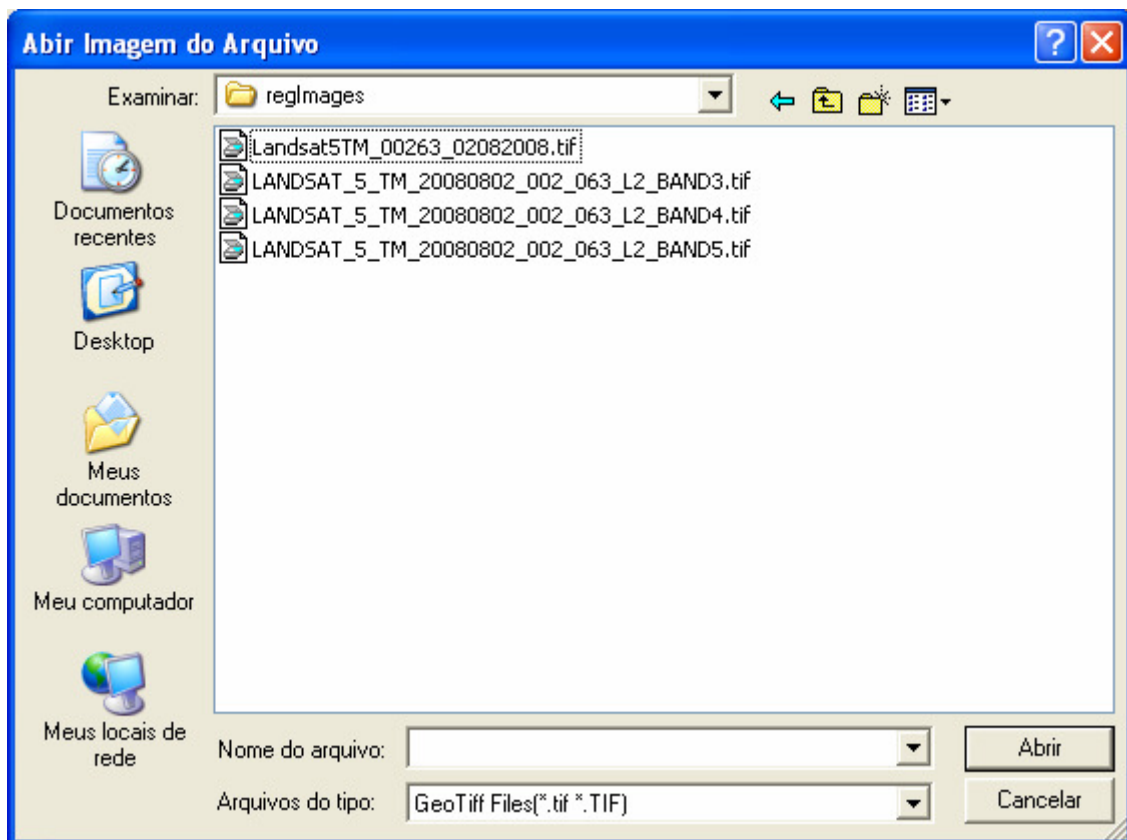 Abrir Imagem do Arquivo
Examinar:
regImages
Landsat5TM_00263_02082008.tif
LANDSAT_5_TM_20080802_002_063_L2_BAND3.tif
LANDSAT_5_TM_20080802_002_063_L2_BAND4.tif
LANDSAT_5_TM_20080802_002_063_L2_BAND5.tif
Documentos
recentes
Desktop
Meus
documentos
Meu computador
Meus locais de
rede
Nome do arquivo:
Abrir
Arquivos do tipo:
GeoTiff Files(*.tif *.TIF)
Cancelar